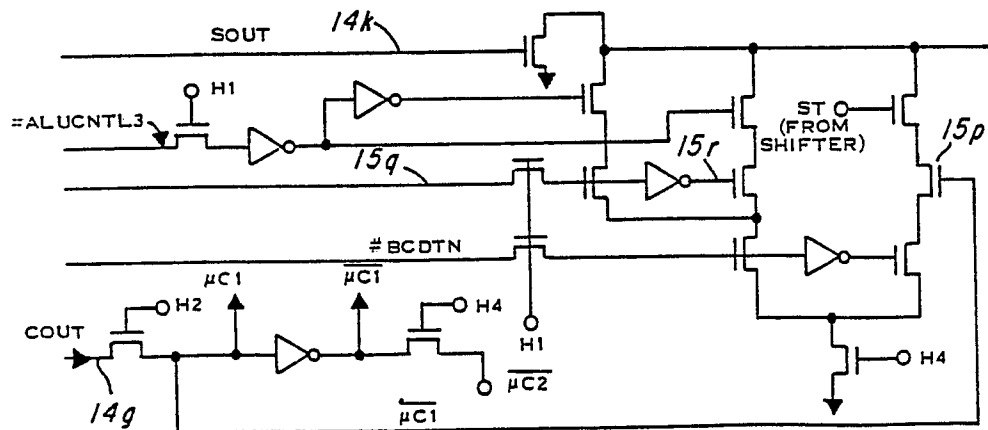 14k
SOUT
H1
=ALUCNTL3
ST
(FROM
SHIFTER)
15p
15q
15r
#BCDTN
μC1
μC1
H2
H4
COUT
H1
H4
μC2
14g
μC1